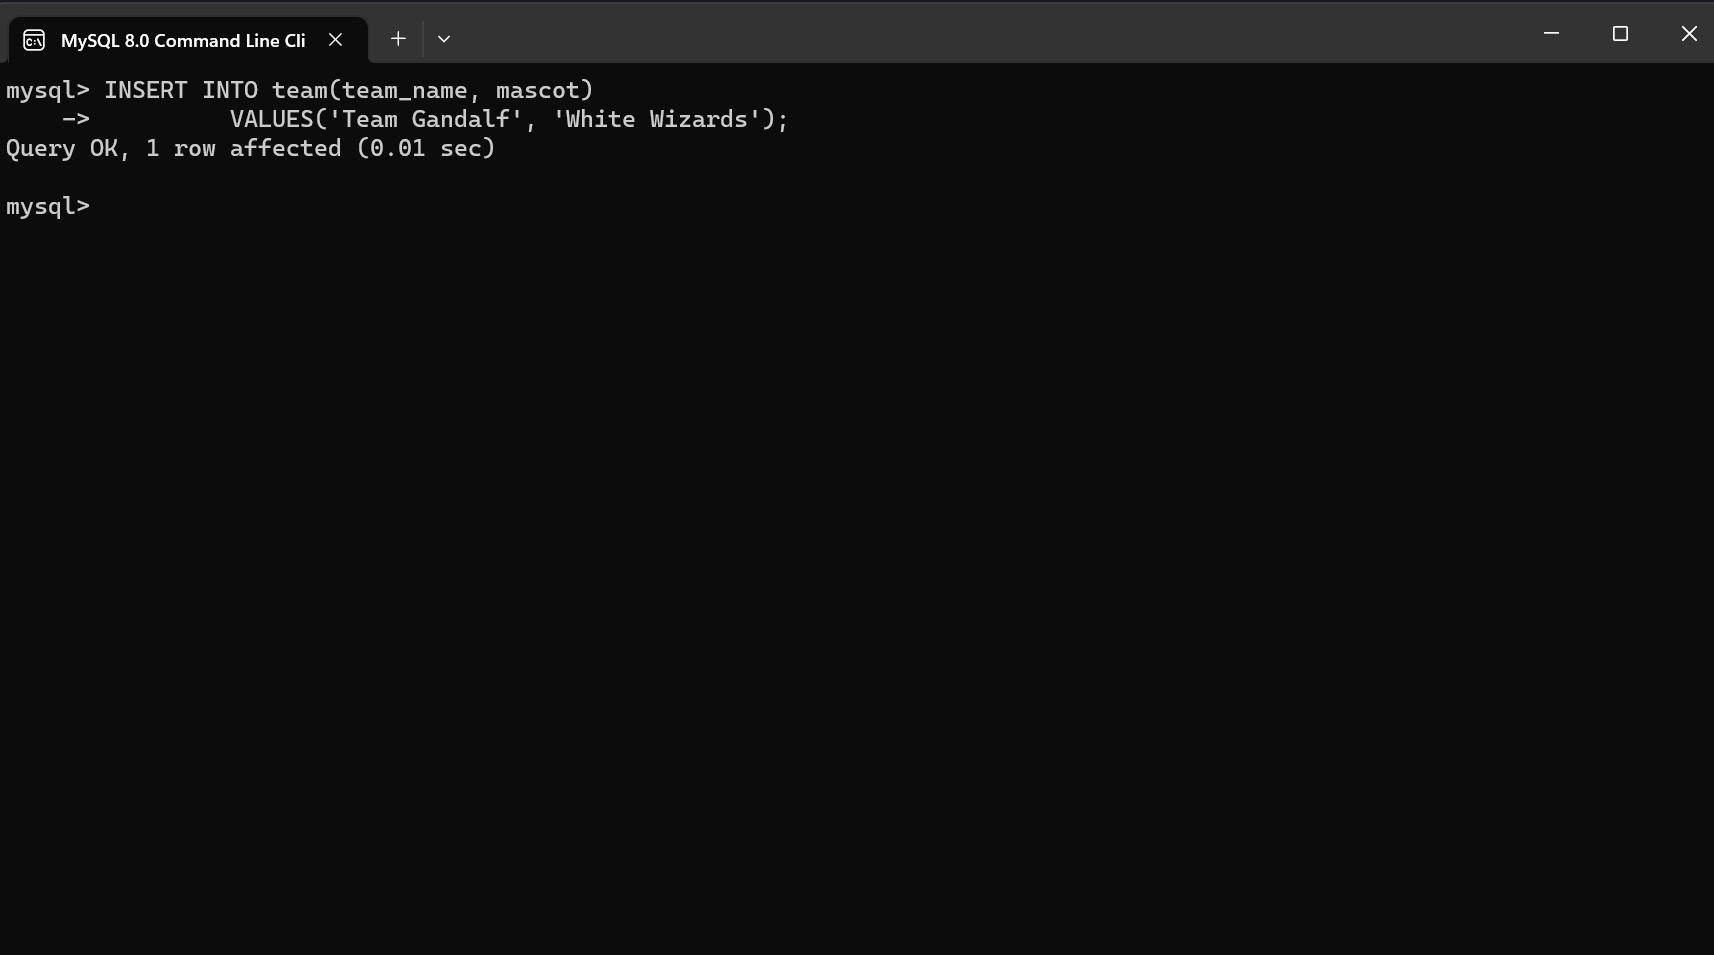 MySQL 8.0 Command Line Cli
mysql> INSERT INTO team(team_name, mascot)
    ->          VALUES('Team Gandalf', 'White Wizards');
Query OK, 1 row affected (0.01 sec)
mysql>